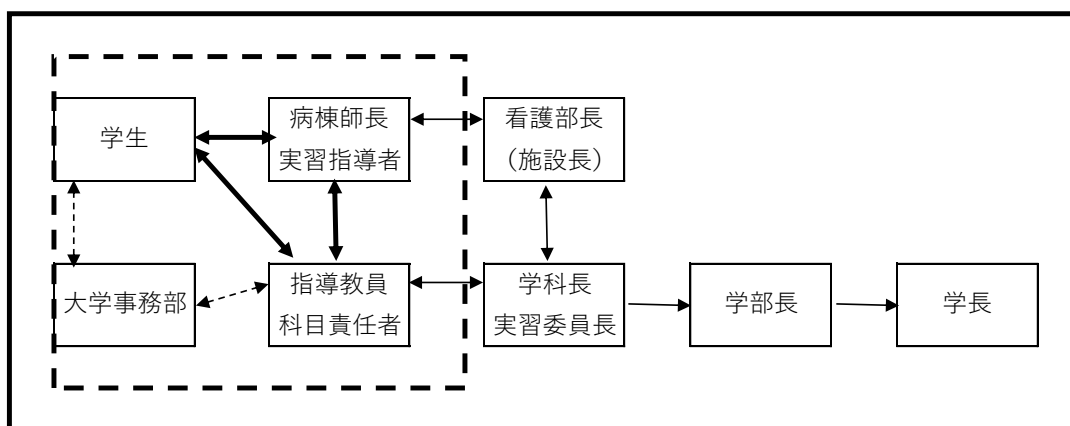 学生
病棟師長
実習指導者
看護部長
（施設長）
大学事務部
指導教員
科目責任者
学科長
実習委員長
学部長
学長